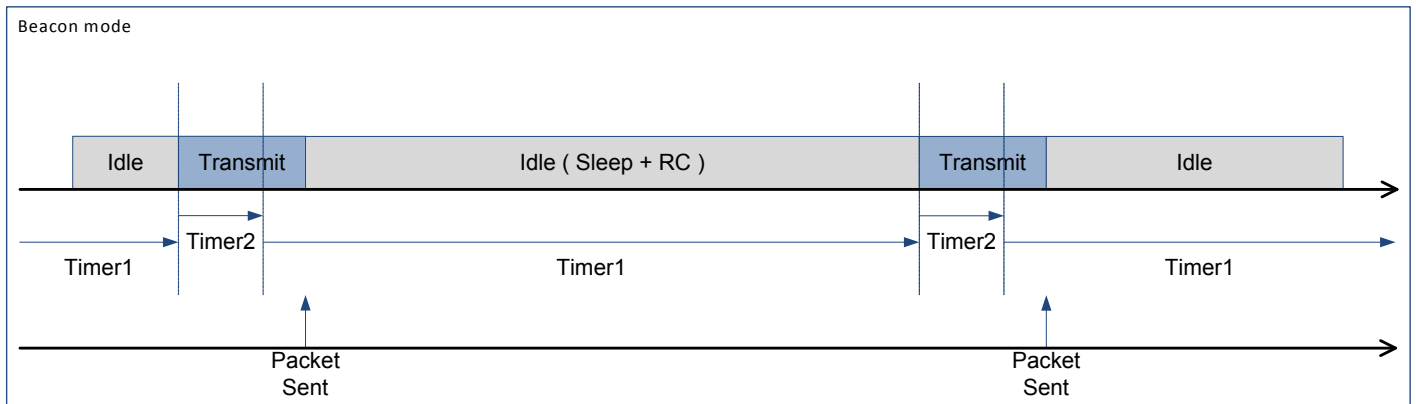 Beacon mode
Idle
Transmit
Idle ( Sleep + RC )
Transmit
Idle
Timer2
Timer2
Timer1
Timer1
Timer1
Packet
Sent
Packet
Sent